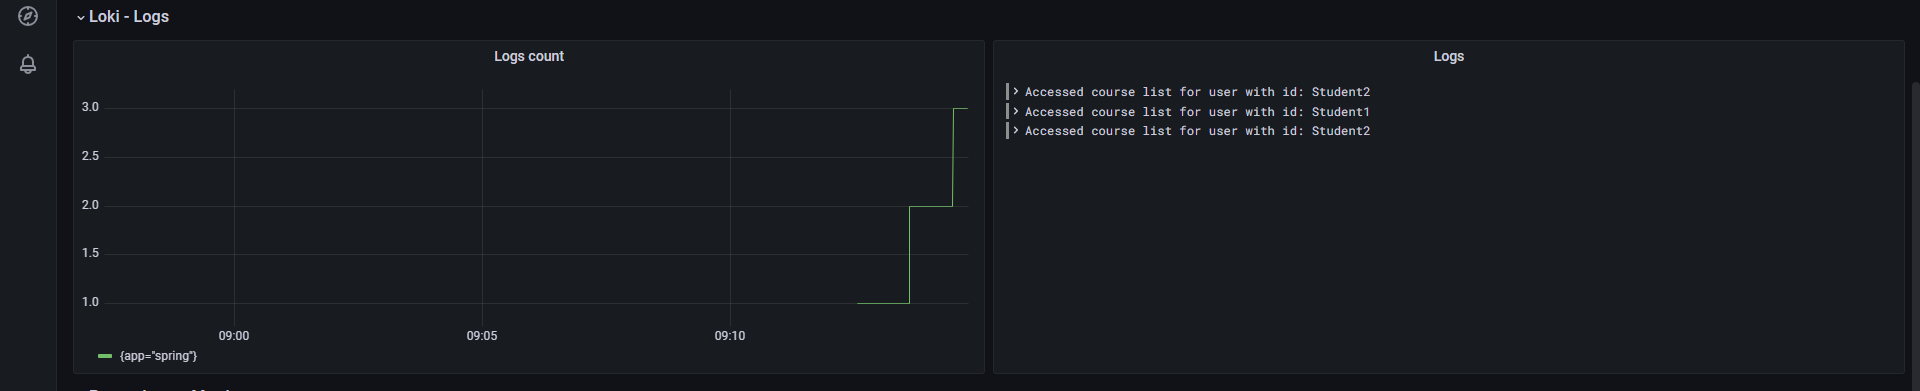 Loki - Logs
Logs count
3.0
2.5
2.0
1.5
1.0
09:00 09:05 09:10
{app="spring"}
Logs
Accessed course list for user with id: Student2
Accessed course list for user with id: Student1
Accessed course list for user with id: Student2